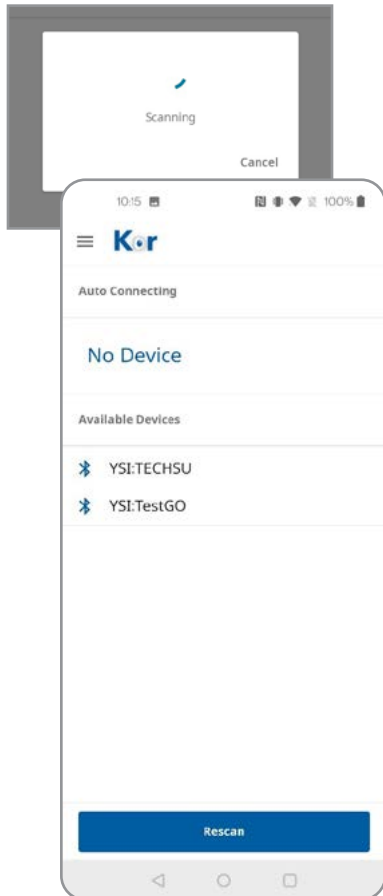 Scanning
Cancel
10:15 100%
Kor
Auto Connecting
No Device
Available Devices
YSI:TECHSU
YSI:TestGO
Rescan